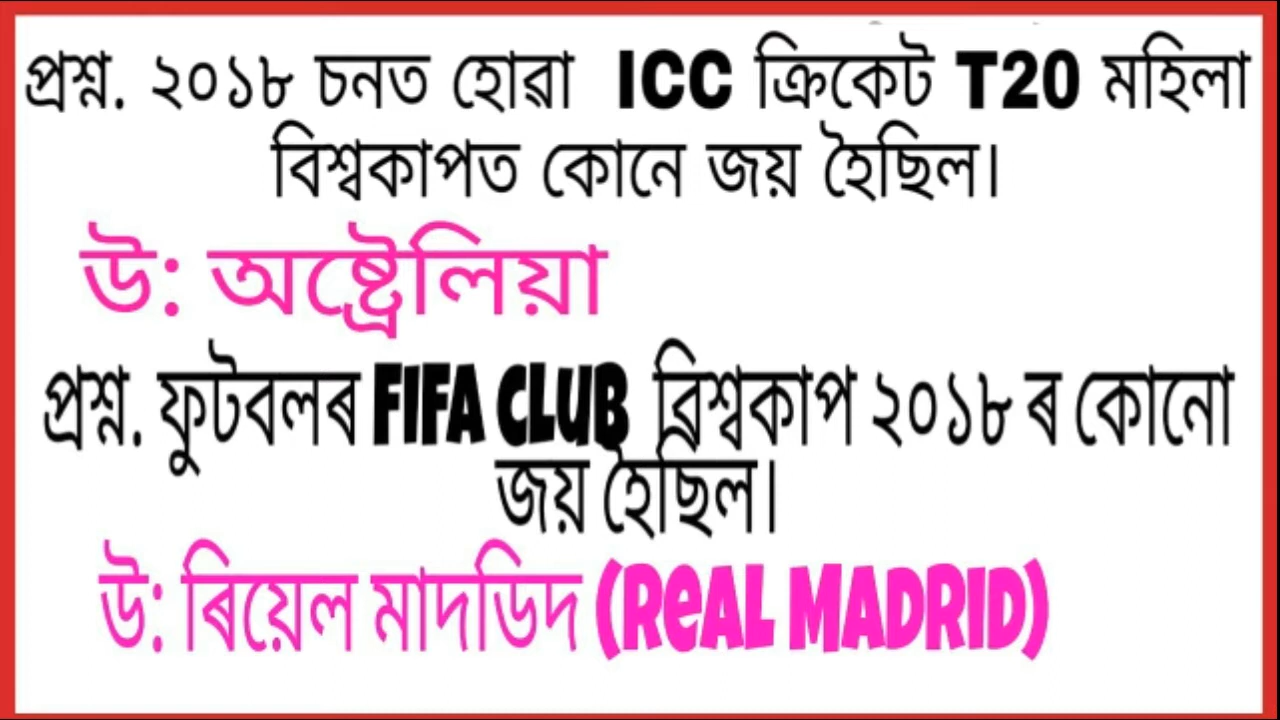 প্ৰশ্ন. ২০১৮ চনত হোৱা ICC ক্ৰিকেট T20 মহিলা
বিশ্বকাপত কোনে জয় হৈছিল।
উ: অষ্ট্ৰেলিয়া
প্ৰশ্ন. ফুটবলৰ FIFA CLUB ৱিশ্বকাপ ২০১৮ ৰ কোনো
জয় হৈছিল।
উ: ৰিয়েল মাদডিদ (ReAL MADRID)